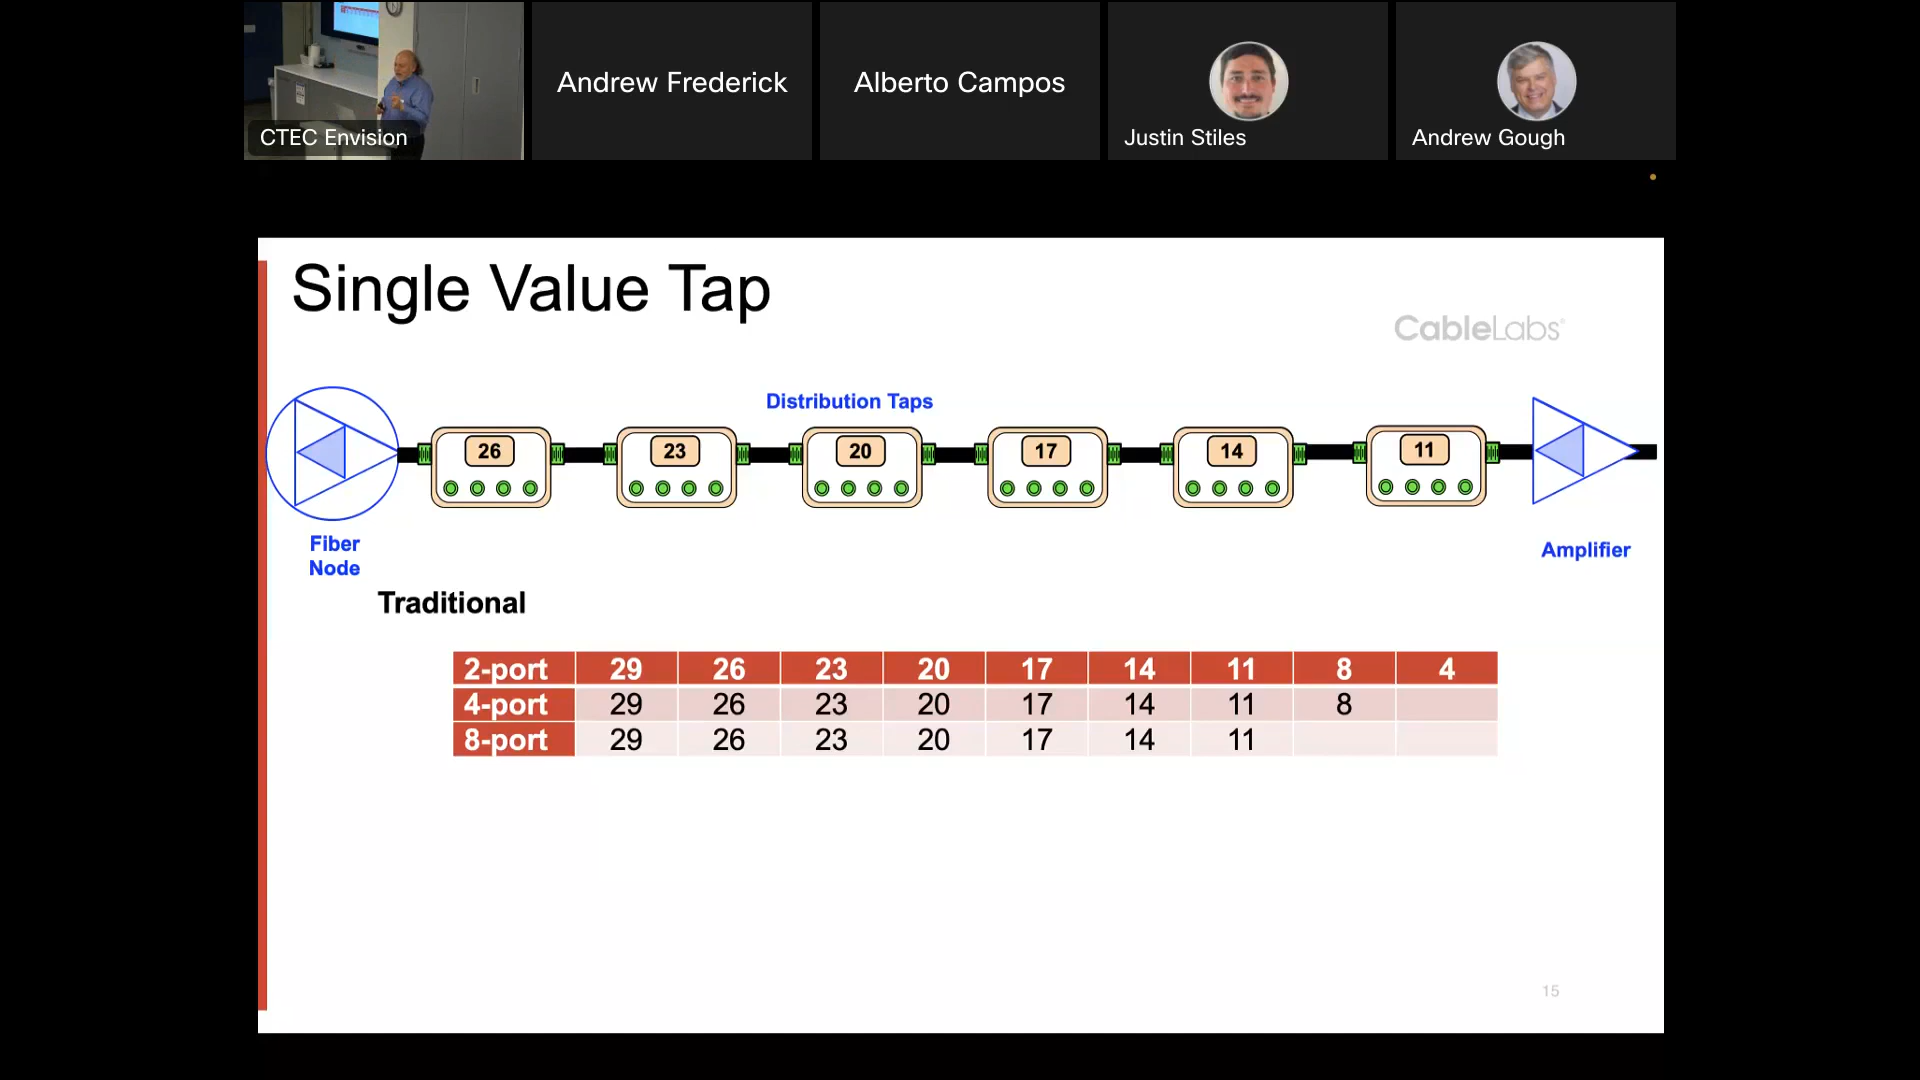 CTEC Envision
Andrew Frederick
Alberto Campos
Justin Stiles
Andrew Gough
Single Value Tap
CableLabs
Distribution Taps
26
23
20
17
14
11
Fiber
Node
Amplifier
Traditional
2-port 29 26 23 20 17 14 11 8 4
4-port 29 26 23 20 17 14 11 8
8-port 29 26 23 20 17 14 11
15